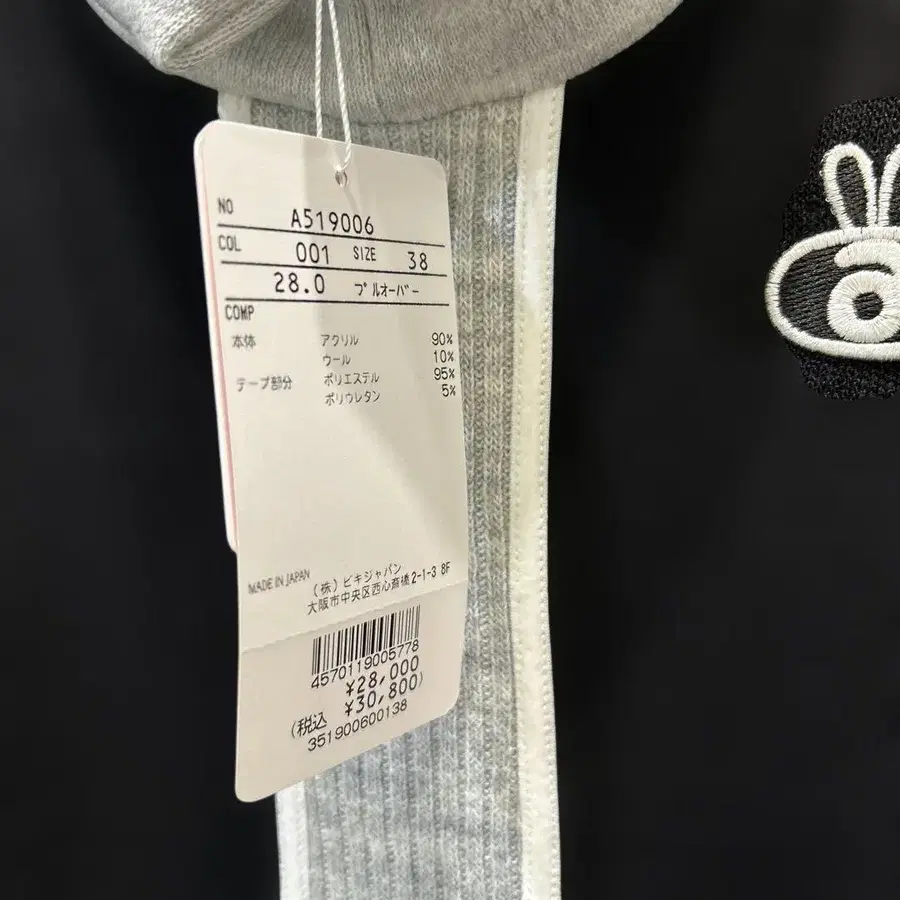 NO A519006
COL 001 SIZE 38
28.0 プルオーバー
COMP
本体 アクリル 90%
ウール 10%
テープ部分 ポリエステル 95%
ポリウレタン 5%
MADE IN JAPAN (株)ビキジャパン
大阪市中央区西心斎橋2-1-3 8F
4570119005778
¥28,000
(税込 ¥30,800)
351900600138
a